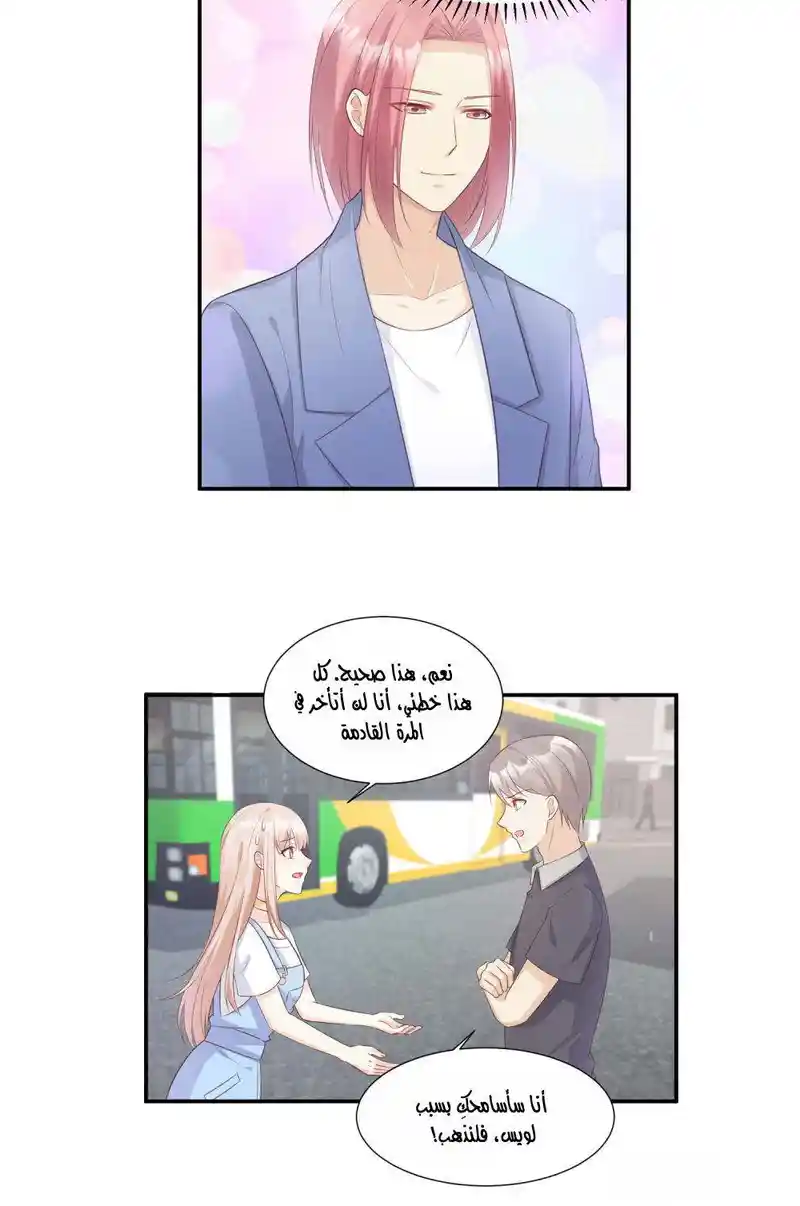 نعم، هذا صحيح. كل
هذا خطئي، أنا لن أتأخر في
المرة القادمة
أنا سأسامحكِ بسبب
لويس، فلنذهب!